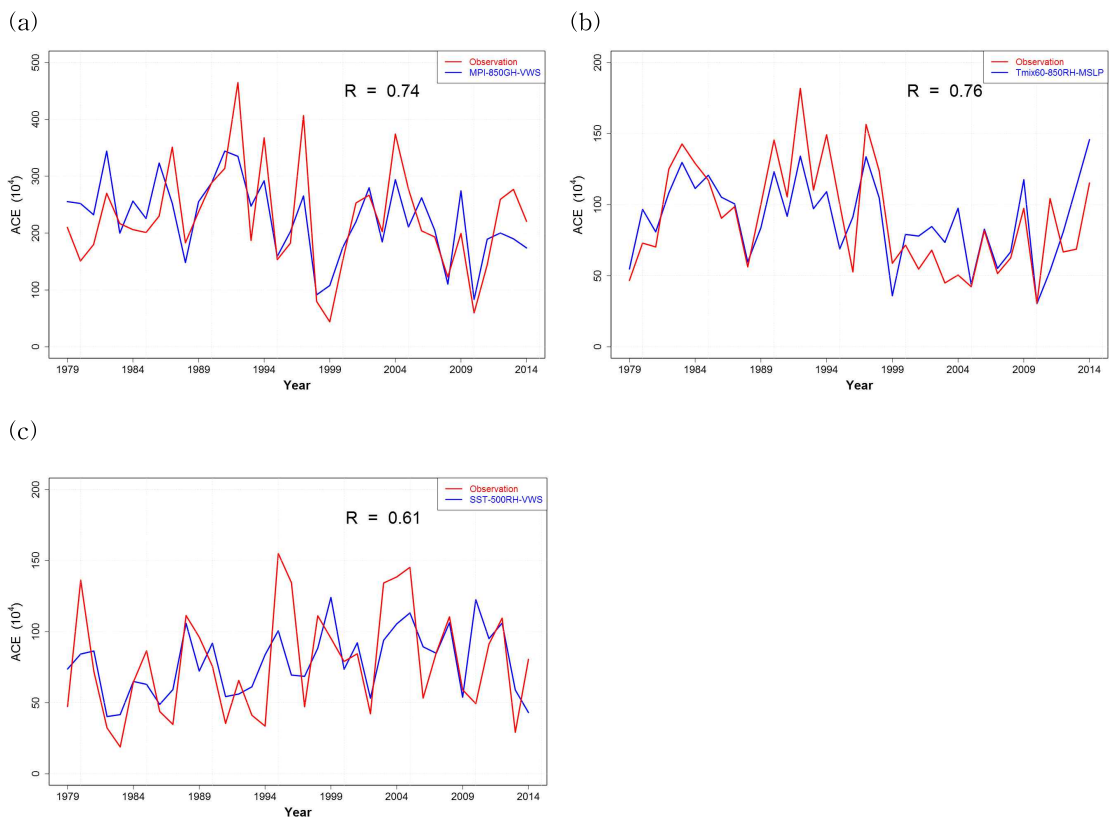 (a)
500
400
300
200
100
0
ACE (10⁴)
Observation
MPI-850GH-VWS
R = 0.74
1979 1984 1989 1994 1999 2004 2009 2014
Year
(b)
200
150
100
50
0
ACE (10⁴)
Observation
Tmix60-850RH-MSLP
R = 0.76
1979 1984 1989 1994 1999 2004 2009 2014
Year
(c)
200
150
100
50
0
ACE (10⁴)
Observation
SST-500RH-VWS
R = 0.61
1979 1984 1989 1994 1999 2004 2009 2014
Year